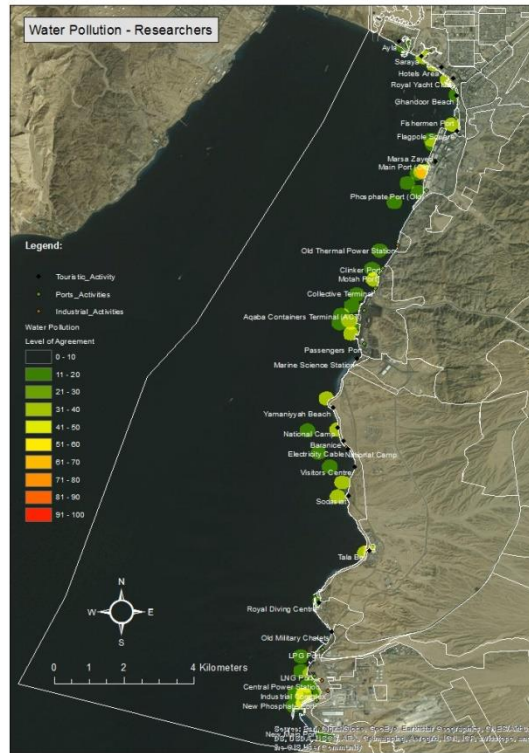 Water Pollution - Researchers
Ayla
Saraya
Hotels Area
Royal Yacht Club
Ghandoor Beach
Fishermen Port
Flagpole Square
Marsa Zayed
Main Port
Phosphate Port (Old
Old Thermal Power Station
Clinker Port
Motah Port
Collective Terminal
Aqaba Containers Terminal (ACT)
Passengers Port
Marine Science Station
Yamaniyyah Beach
National Camp
Baranice
Electricity Cable
National Camp
Visitors Centre
Tala Bay
Royal Diving Center
Old Military Chalets
LPG Port
LNG Port
Central Power Station
Industrial
New Phosphate Port
Legend:
Touristic_Activity
Ports_Activities
Industrial_Activities
Water Pollution
Level of Agreement
0 - 10
11 - 20
21 - 30
31 - 40
41 - 50
51 - 60
61 - 70
71 - 80
81 - 90
91 - 100
N
W E
S
0 1 2 4 Kilometers